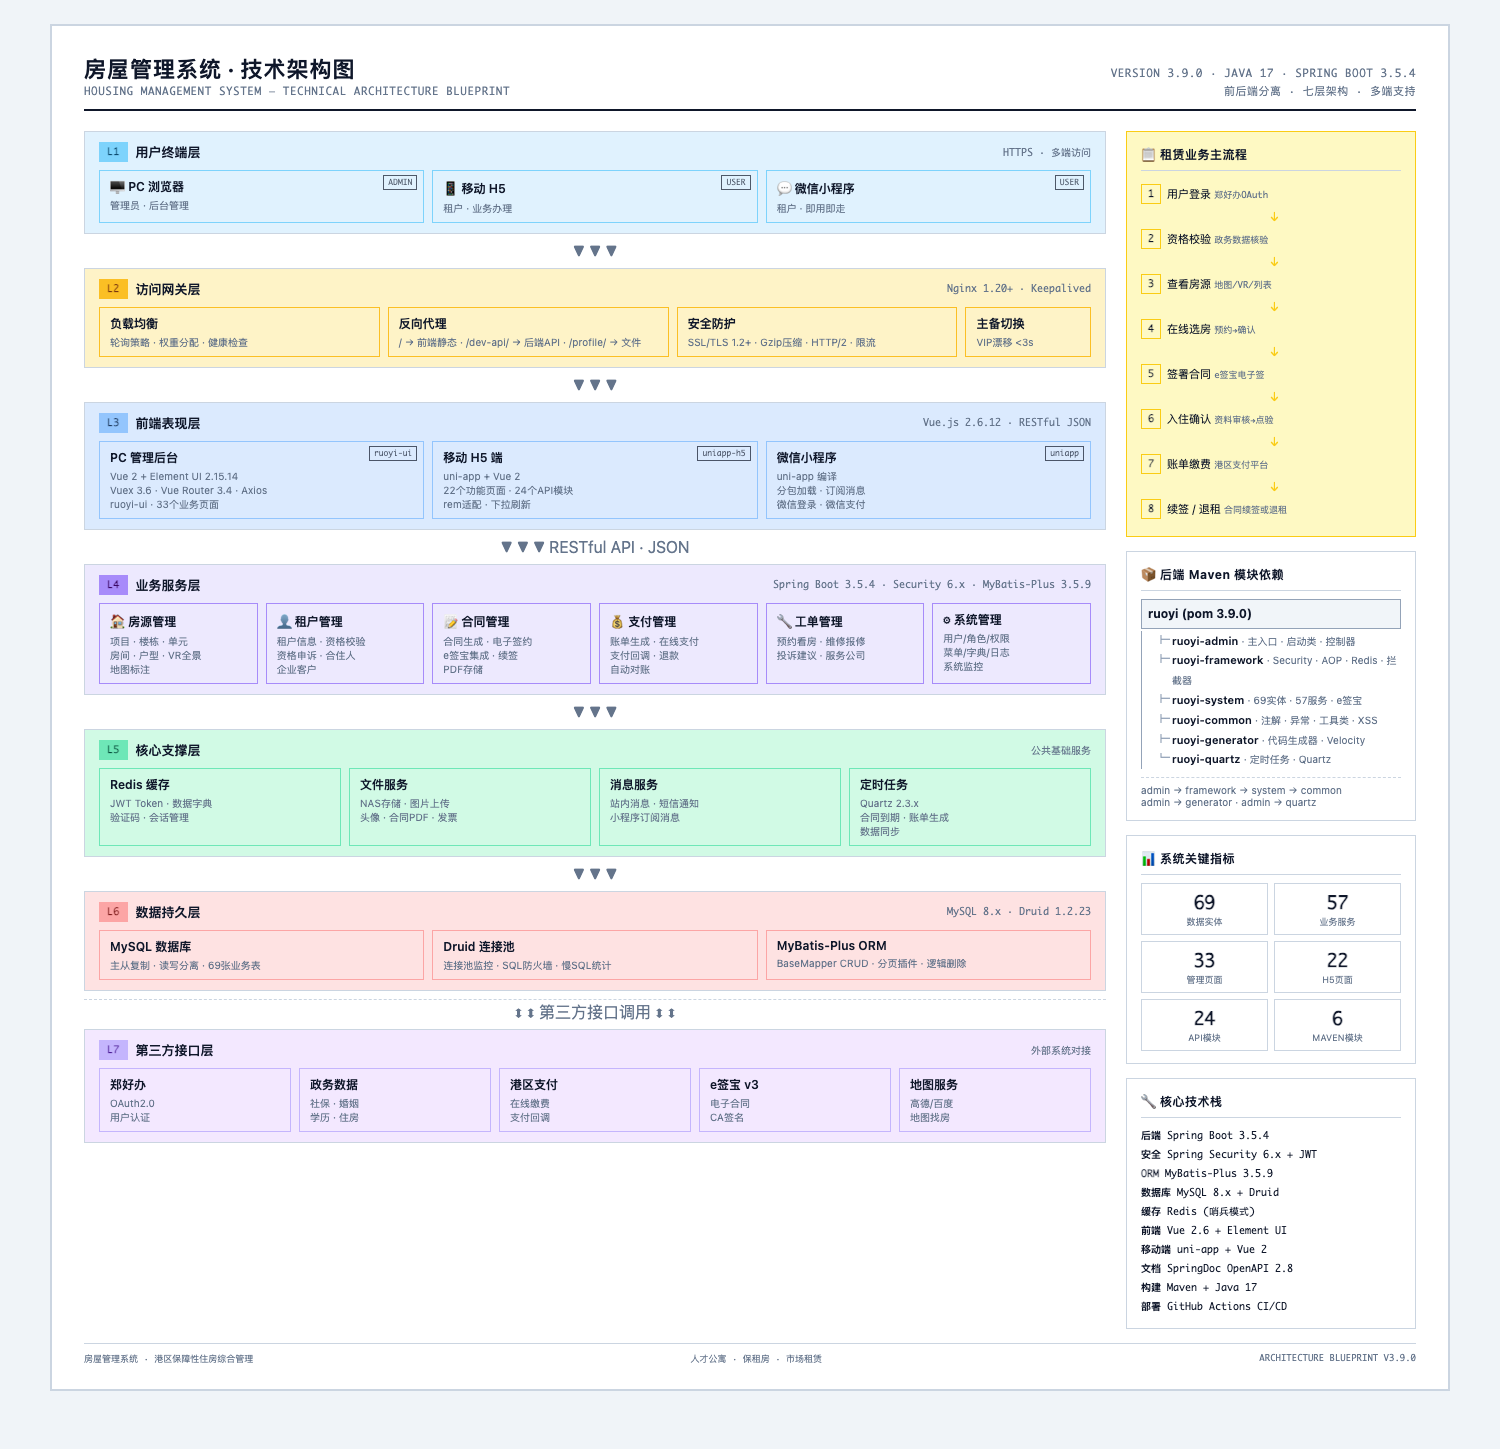 房屋管理系统 · 技术架构图
HOUSING MANAGEMENT SYSTEM — TECHNICAL ARCHITECTURE BLUEPRINT
VERSION 3.9.0 · JAVA 17 · SPRING BOOT 3.5.4
前后端分离 · 七层架构 · 多端支持
L1 用户终端层
HTTPS · 多端访问
🖥️ PC 浏览器
ADMIN
管理员 · 后台管理
📱 移动 H5
USER
租户 · 业务办理
💬 微信小程序
USER
租户 · 即用即走
▼ ▼ ▼
L2 访问网关层
Nginx 1.20+ · Keepalived
负载均衡
轮询策略 · 权重分配 · 健康检查
反向代理
/ → 前端静态 · /dev-api/ → 后端API · /profile/ → 文件
安全防护
SSL/TLS 1.2+ · Gzip压缩 · HTTP/2 · 限流
主备切换
VIP漂移 <3s
▼ ▼ ▼
L3 前端表现层
Vue.js 2.6.12 · RESTful JSON
PC 管理后台
ruoyi-ui
Vue 2 + Element UI 2.15.14
Vuex 3.6 · Vue Router 3.4 · Axios
ruoyi-ui · 33个业务页面
移动 H5 端
uniapp-h5
uni-app + Vue 2
22个功能页面 · 24个API模块
rem适配 · 下拉刷新
微信小程序
uniapp
uni-app 编译
分包加载 · 订阅消息
微信登录 · 微信支付
▼ ▼ ▼ RESTful API · JSON
L4 业务服务层
Spring Boot 3.5.4 · Security 6.x · MyBatis-Plus 3.5.9
🏠 房源管理
项目 · 楼栋 · 单元
房间 · 户型 · VR全景
地图标注
👤 租户管理
租户信息 · 资格校验
资格申诉 · 合住人
企业客户
📝 合同管理
合同生成 · 电子签约
e签宝集成 · 续签
PDF存储
💰 支付管理
账单生成 · 在线支付
支付回调 · 退款
自动对账
🔧 工单管理
预约看房 · 维修报修
投诉建议 · 服务公司
⚙ 系统管理
用户/角色/权限
菜单/字典/日志
系统监控
▼ ▼ ▼
L5 核心支撑层
公共基础服务
Redis 缓存
JWT Token · 数据字典
验证码 · 会话管理
文件服务
NAS存储 · 图片上传
头像 · 合同PDF · 发票
消息服务
站内消息 · 短信通知
小程序订阅消息
定时任务
Quartz 2.3.x
合同到期 · 账单生成
数据同步
▼ ▼ ▼
L6 数据持久层
MySQL 8.x · Druid 1.2.23
MySQL 数据库
主从复制 · 读写分离 · 69张业务表
Druid 连接池
连接池监控 · SQL防火墙 · 慢SQL统计
MyBatis-Plus ORM
BaseMapper CRUD · 分页插件 · 逻辑删除
⬍ ⬍ 第三方接口调用 ⬍ ⬍
L7 第三方接口层
外部系统对接
郑好办
OAuth2.0
用户认证
政务数据
社保 · 婚姻
学历 · 住房
港区支付
在线缴费
支付回调
e签宝 v3
电子合同
CA签名
地图服务
高德/百度
地图找房
📋 租赁业务主流程
1 用户登录 郑好办OAuth
↓
2 资格校验 政务数据核验
↓
3 查看房源 地图/VR/列表
↓
4 在线选房 预约→确认
↓
5 签署合同 e签宝电子签
↓
6 入住确认 资料审核→点验
↓
7 账单缴费 港区支付平台
↓
8 续签 / 退租 合同续签或退租
📦 后端 Maven 模块依赖
ruoyi (pom 3.9.0)
├─ ruoyi-admin · 主入口 · 启动类 · 控制器
├─ ruoyi-framework · Security · AOP · Redis · 拦
截器
├─ ruoyi-system · 69实体 · 57服务 · e签宝
├─ ruoyi-common · 注解 · 异常 · 工具类 · XSS
├─ ruoyi-generator · 代码生成器 · Velocity
└─ ruoyi-quartz · 定时任务 · Quartz
admin → framework → system → common
admin → generator · admin → quartz
📊 系统关键指标
69
数据实体
57
业务服务
33
管理页面
22
H5页面
24
API模块
6
MAVEN模块
🔧 核心技术栈
后端 Spring Boot 3.5.4
安全 Spring Security 6.x + JWT
ORM MyBatis-Plus 3.5.9
数据库 MySQL 8.x + Druid
缓存 Redis (哨兵模式)
前端 Vue 2.6 + Element UI
移动端 uni-app + Vue 2
文档 SpringDoc OpenAPI 2.8
构建 Maven + Java 17
部署 GitHub Actions CI/CD
房屋管理系统 · 港区保障性住房综合管理
人才公寓 · 保租房 · 市场租赁
ARCHITECTURE BLUEPRINT V3.9.0